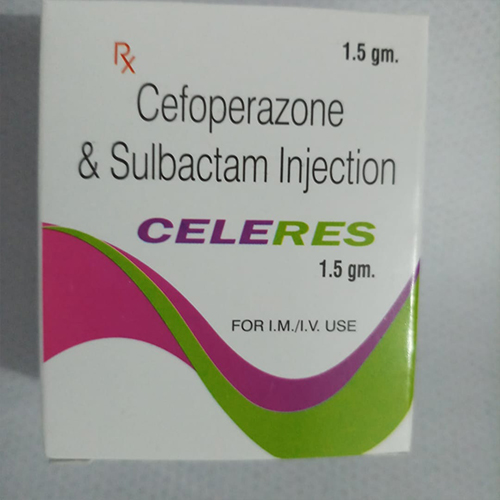 Rx
1.5 gm.
Cefoperazone
& Sulbactam Injection
CELERES
1.5 gm.
FOR I.M./I.V. USE